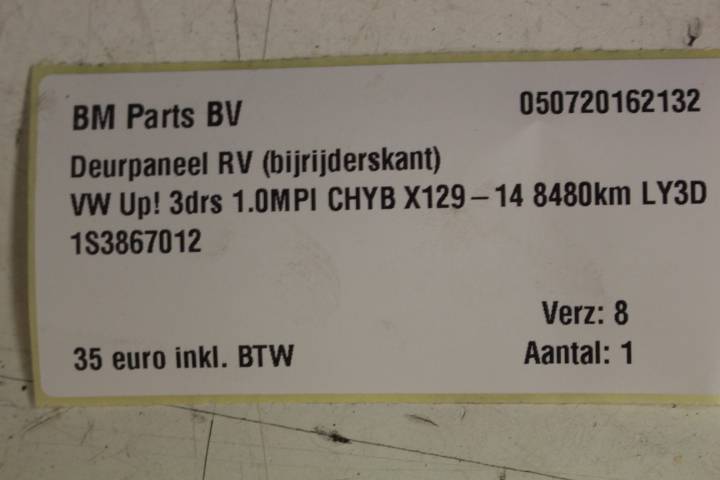 BM Parts BV 050720162132
Deurpaneel RV (bijrijderskant)
VW Up! 3drs 1.0MPI CHYB X129-14 8480km LY3D
1S3867012
Verz: 8
35 euro inkl. BTW Aantal: 1